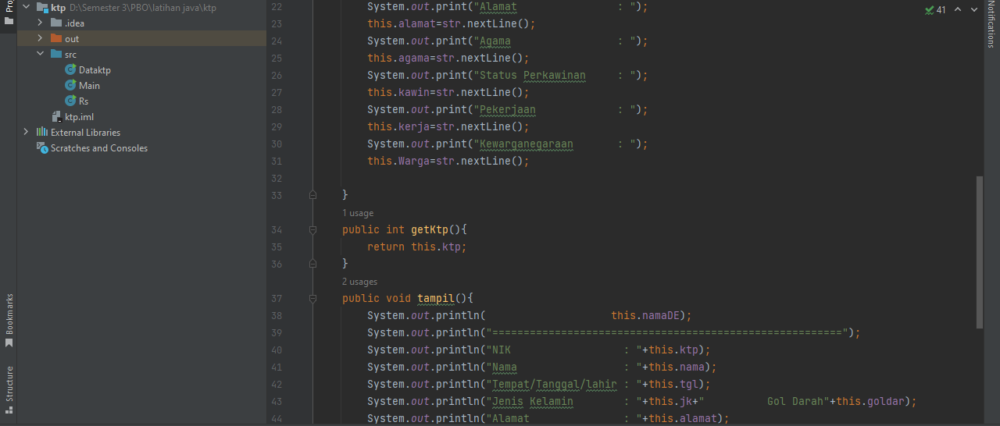 Proj
ktp D:\Semester 3\PBO\latihan java\ktp
.idea
out
src
Dataktp
Main
Rs
ktp.iml
External Libraries
Scratches and Consoles
Bookmarks
Structure
22 System.out.print("Alamat                : ");
23 this.alamat=str.nextLine();
24 System.out.print("Agama                 : ");
25 this.agama=str.nextLine();
26 System.out.print("Status Perkawinan     : ");
27 this.kawin=str.nextLine();
28 System.out.print("Pekerjaan             : ");
29 this.kerja=str.nextLine();
30 System.out.print("Kewarganegaraan       : ");
31 this.Warga=str.nextLine();
32
33 }
1 usage
34 public int getKtp(){
35 return this.ktp;
36 }
2 usages
37 public void tampil(){
38 System.out.println(                    this.namaDE);
39 System.out.println("========================================================");
40 System.out.println("NIK                  : "+this.ktp);
41 System.out.println("Nama                 : "+this.nama);
42 System.out.println("Tempat/Tanggal/lahir : "+this.tgl);
43 System.out.println("Jenis Kelamin        : "+this.jk+"          Gol Darah"+this.goldar);
44 System.out.println("Alamat               : "+this.alamat);
41
Notifications